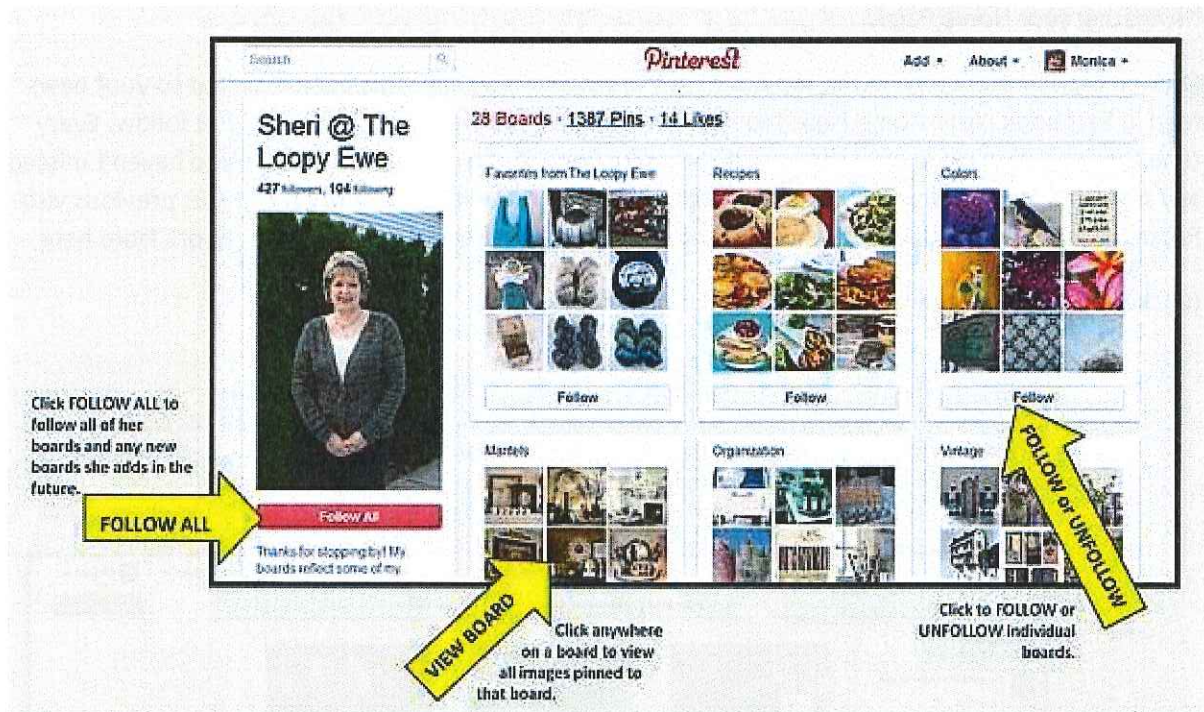 Search
Pinterest
Add
About
Monica
Sheri @ The
Loopy Ewe
427 followers, 104 following
28 Boards · 1387 Pins · 14 Likes
Favorites from The Loopy Ewe
Recipes
Colors
Follow
Follow
Follow
Mantels
Organization
Vintage
Follow All
Thanks for stopping by! My
boards reflect some of my
Click FOLLOW ALL to
follow all of her
boards and any new
boards she adds in the
future.
FOLLOW ALL
VIEW BOARD
Click anywhere
on a board to view
all images pinned to
that board.
FOLLOW or UNFOLLOW
Click to FOLLOW or
UNFOLLOW individual
boards.